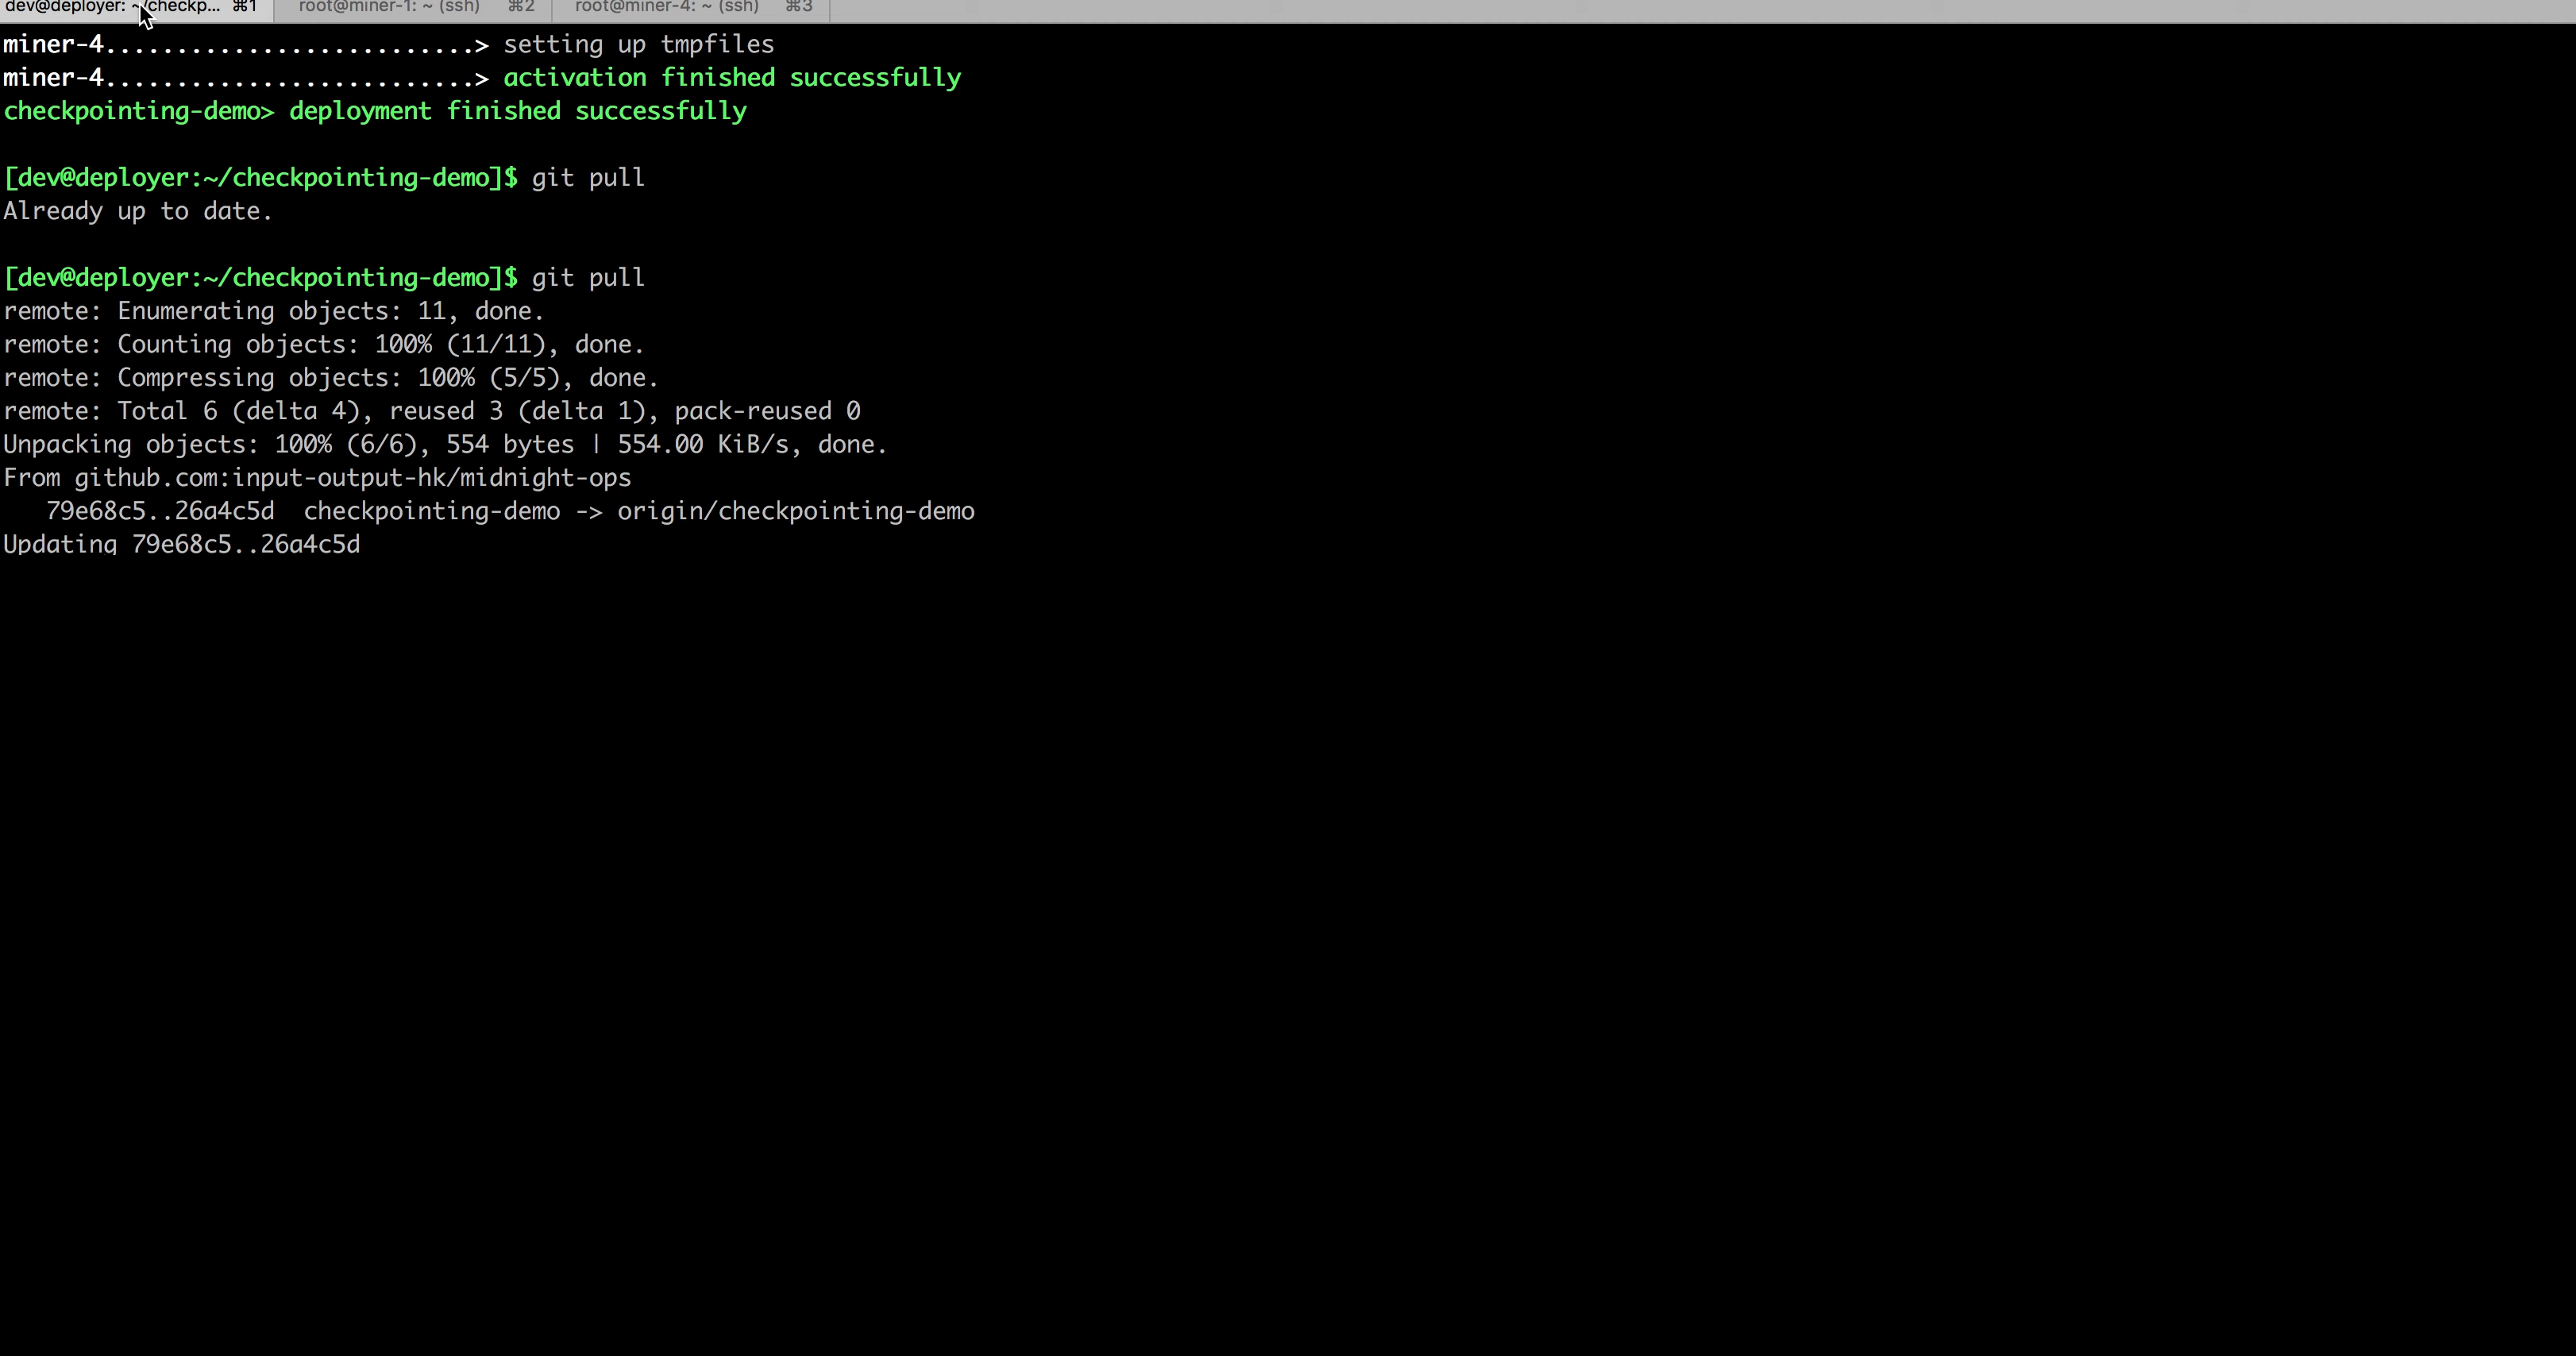 dev@deployer: ~/checkp... ⌘1 root@miner-1: ~ (ssh) ⌘2 root@miner-4: ~ (ssh) ⌘3
miner-4..........................> setting up tmpfiles
miner-4..........................> activation finished successfully
checkpointing-demo> deployment finished successfully
[dev@deployer:~/checkpointing-demo]$ git pull
Already up to date.
[dev@deployer:~/checkpointing-demo]$ git pull
remote: Enumerating objects: 11, done.
remote: Counting objects: 100% (11/11), done.
remote: Compressing objects: 100% (5/5), done.
remote: Total 6 (delta 4), reused 3 (delta 1), pack-reused 0
Unpacking objects: 100% (6/6), 554 bytes | 554.00 KiB/s, done.
From github.com:input-output-hk/midnight-ops
79e68c5..26a4c5d checkpointing-demo -> origin/checkpointing-demo
Updating 79e68c5..26a4c5d